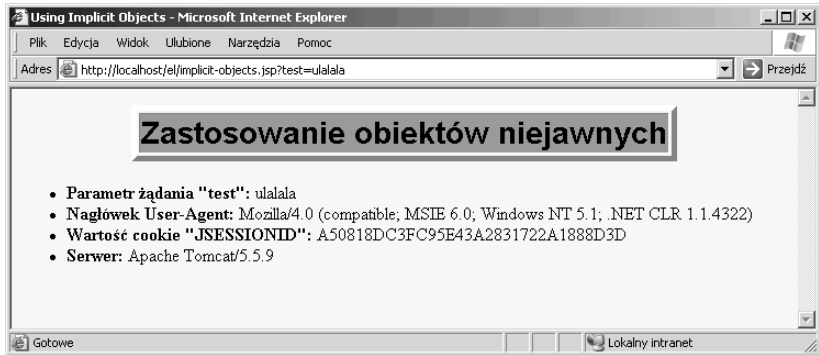 Using Implicit Objects - Microsoft Internet Explorer
Plik Edycja Widok Ulubione Narzędzia Pomoc
Adres http://localhost/el/implicit-objects.jsp?test=ulalala Przejdź
Zastosowanie obiektów niejawnych
• Parametr żądania "test": ulalala
• Nagłówek User-Agent: Mozilla/4.0 (compatible; MSIE 6.0; Windows NT 5.1; .NET CLR 1.1.4322)
• Wartość cookie "JSESSIONID": A50818DC3FC95E43A2831722A1888D3D
• Serwer: Apache Tomcat/5.5.9
Gotowe Lokalny intranet